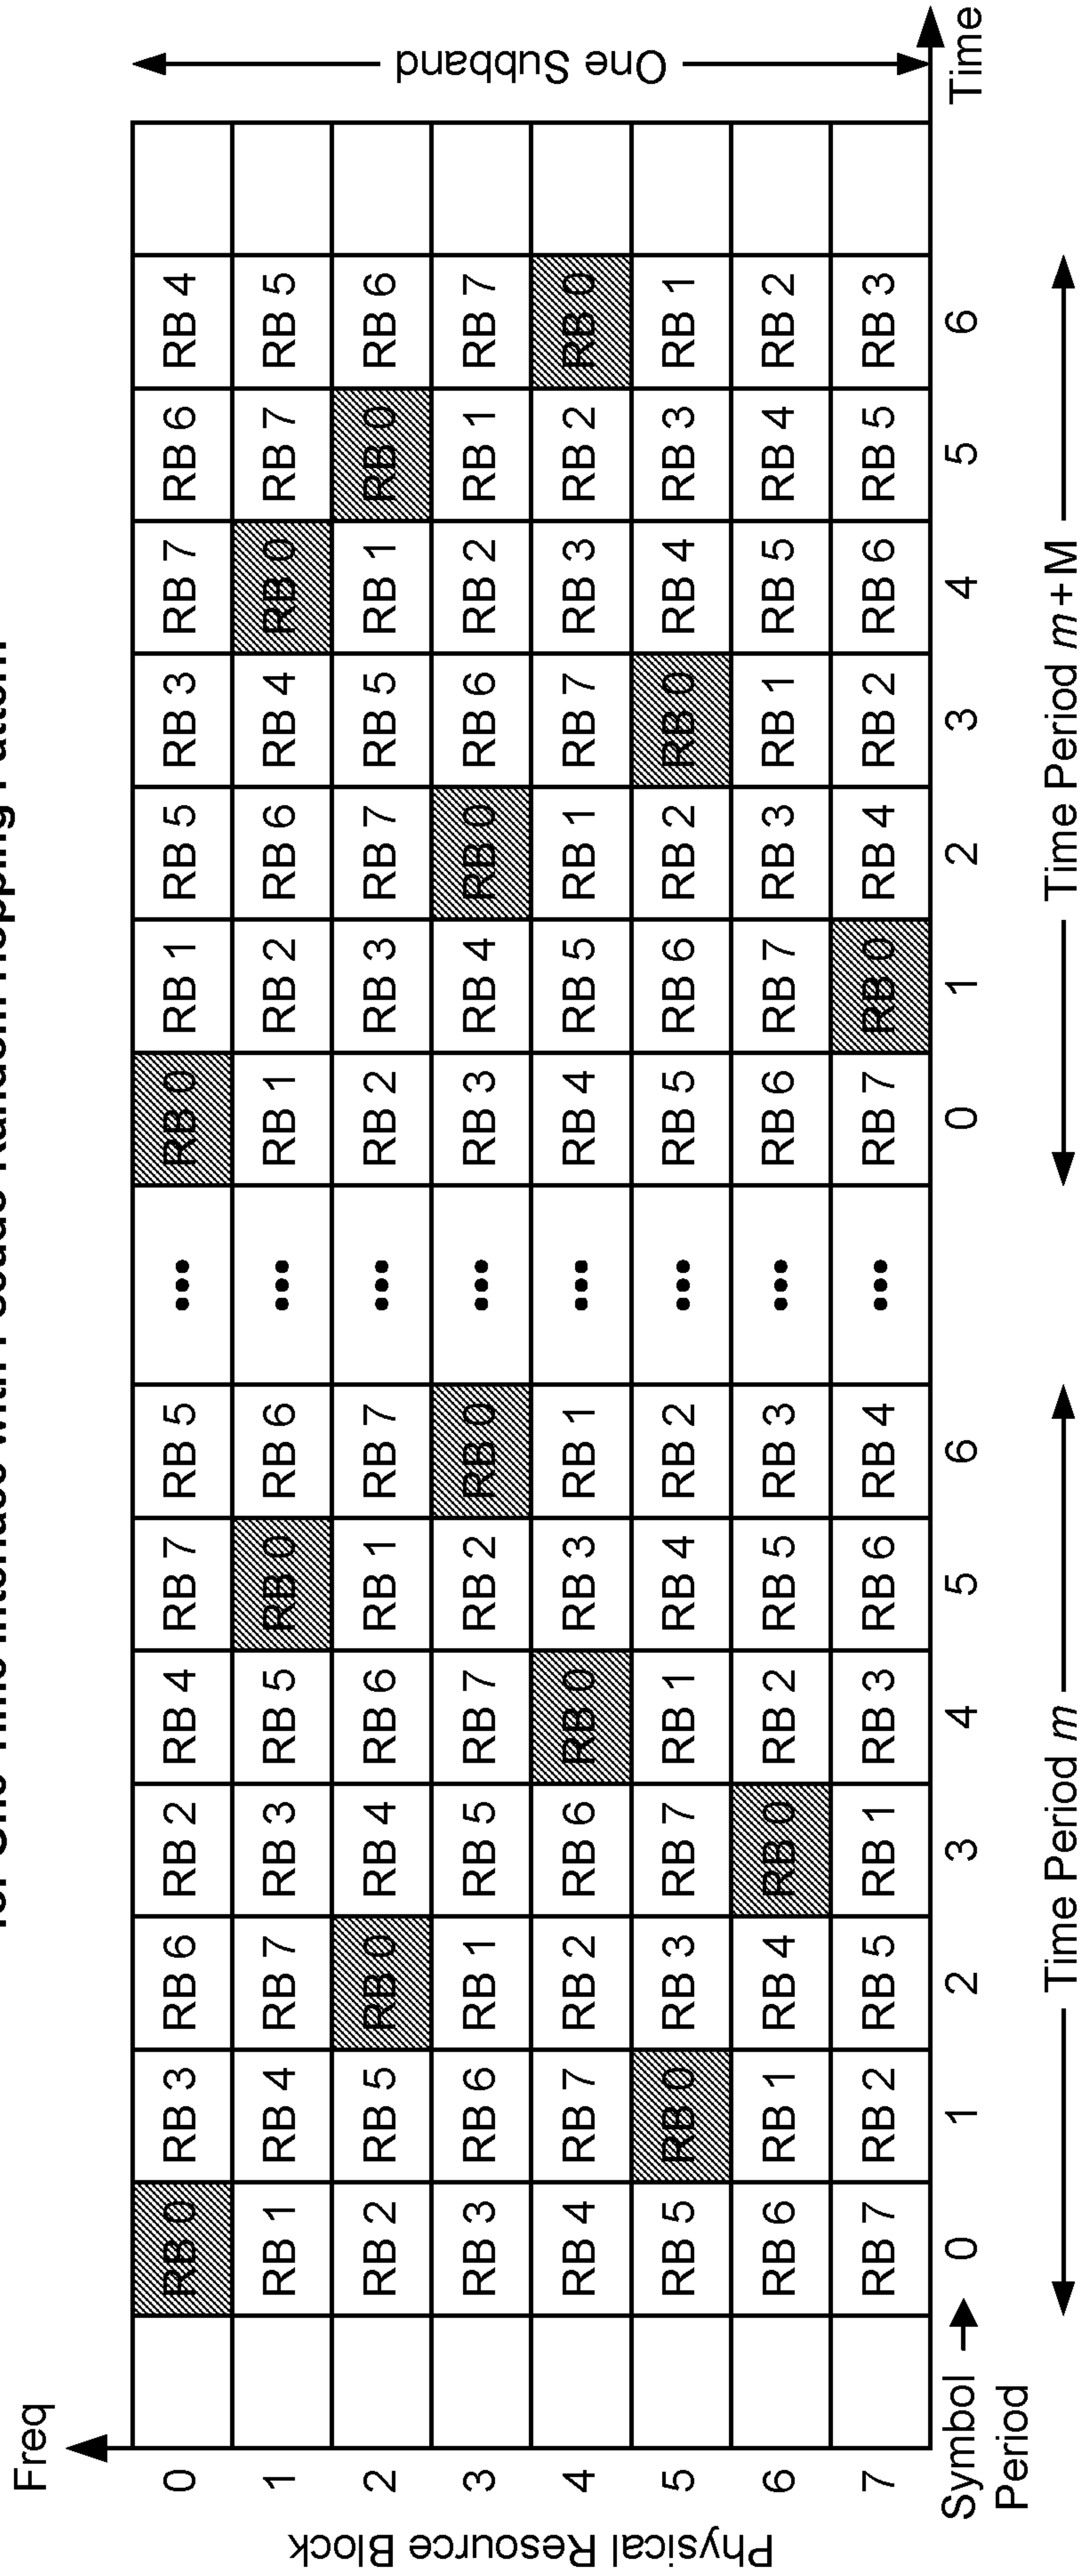 for One Time Interlace with Pseudo-Random Hopping Pattern
Freq
0 RB 0 RB 3 RB 6 RB 2 RB 4 RB 7 RB 5 ••• RB 0 RB 1 RB 5 RB 3 RB 7 RB 6 RB 4
1 RB 1 RB 4 RB 7 RB 3 RB 5 RB 0 RB 6 ••• RB 1 RB 2 RB 6 RB 4 RB 0 RB 7 RB 5
2 RB 2 RB 5 RB 0 RB 4 RB 6 RB 1 RB 7 ••• RB 2 RB 3 RB 7 RB 5 RB 1 RB 0 RB 6
3 RB 3 RB 6 RB 1 RB 5 RB 7 RB 2 RB 0 ••• RB 3 RB 4 RB 0 RB 6 RB 2 RB 1 RB 7
4 RB 4 RB 7 RB 2 RB 6 RB 0 RB 3 RB 1 ••• RB 4 RB 5 RB 1 RB 7 RB 3 RB 2 RB 0
5 RB 5 RB 0 RB 3 RB 7 RB 1 RB 4 RB 2 ••• RB 5 RB 6 RB 2 RB 0 RB 4 RB 3 RB 1
6 RB 6 RB 1 RB 4 RB 0 RB 2 RB 5 RB 3 ••• RB 6 RB 7 RB 3 RB 1 RB 5 RB 4 RB 2
7 RB 7 RB 2 RB 5 RB 1 RB 3 RB 6 RB 4 ••• RB 7 RB 0 RB 4 RB 2 RB 6 RB 5 RB 3
Physical Resource Block
One Subband
Time
Symbol Period 0 1 2 3 4 5 6 0 1 2 3 4 5 6
Time Period m
Time Period m + M